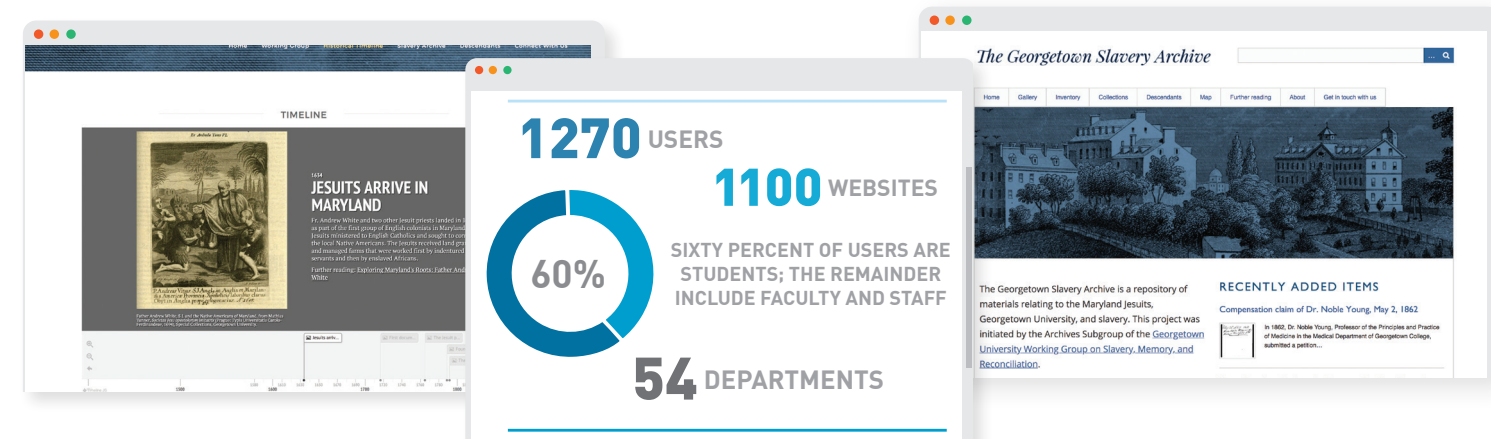 Home Working Group Historical Timeline Slavery Archive Descendants Connect With Us
TIMELINE
1634
JESUITS ARRIVE IN
MARYLAND
Fr. Andrew White and two other Jesuit priests landed in
as part of the first group of English colonists in Maryland
Jesuits ministered to English Catholics and sought to
the local Native Americans. The Jesuits received land
and managed farms that were worked first by indentured
servants and then by enslaved Africans.
Further reading: Exploring Maryland's Roots: Father
White
Jesuits arriv...
1270 USERS
1100 WEBSITES
60%
SIXTY PERCENT OF USERS ARE
STUDENTS; THE REMAINDER
INCLUDE FACULTY AND STAFF
54 DEPARTMENTS
The Georgetown Slavery Archive
...
Home Gallery Inventory Collections Descendants Map Further reading About Get in touch with us
The Georgetown Slavery Archive is a repository of
materials relating to the Maryland Jesuits,
Georgetown University, and slavery. This project was
initiated by the Archives Subgroup of the Georgetown
University Working Group on Slavery, Memory, and
Reconciliation.
RECENTLY ADDED ITEMS
Compensation claim of Dr. Noble Young, May 2, 1862
In 1862, Dr. Noble Young, Professor of the Principles and Practice
of Medicine in the Medical Department of Georgetown College,
submitted a petition...